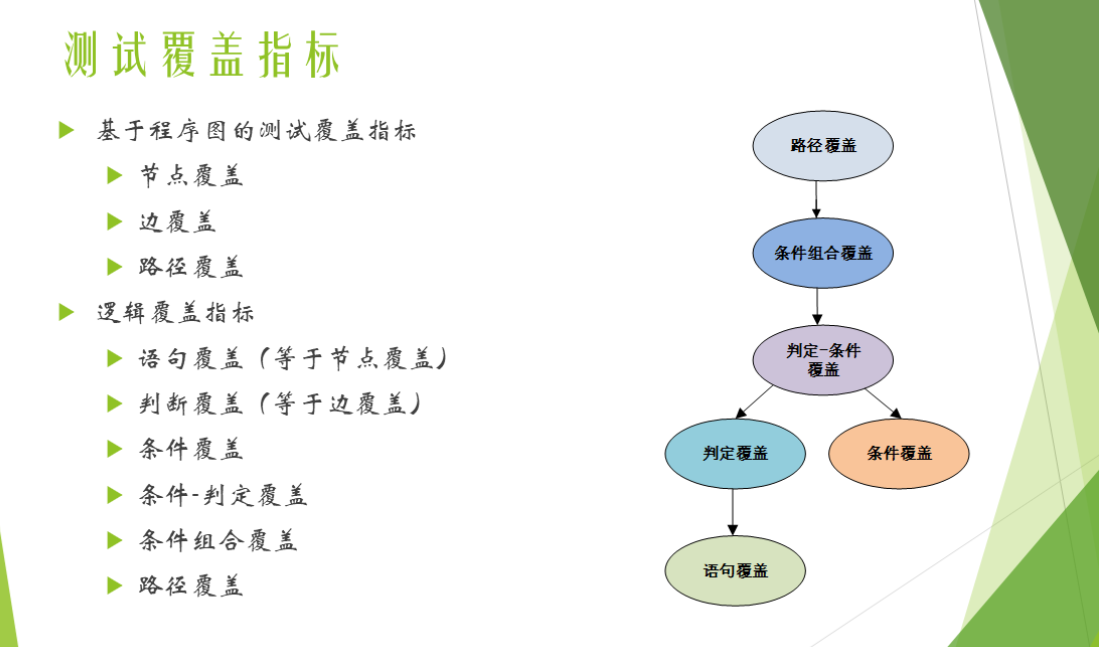 测试覆盖指标
基于程序图的测试覆盖指标
节点覆盖
边覆盖
路径覆盖
逻辑覆盖指标
语句覆盖（等于节点覆盖）
判断覆盖（等于边覆盖）
条件覆盖
条件-判定覆盖
条件组合覆盖
路径覆盖
路径覆盖
条件组合覆盖
判定-条件
覆盖
判定覆盖
条件覆盖
语句覆盖